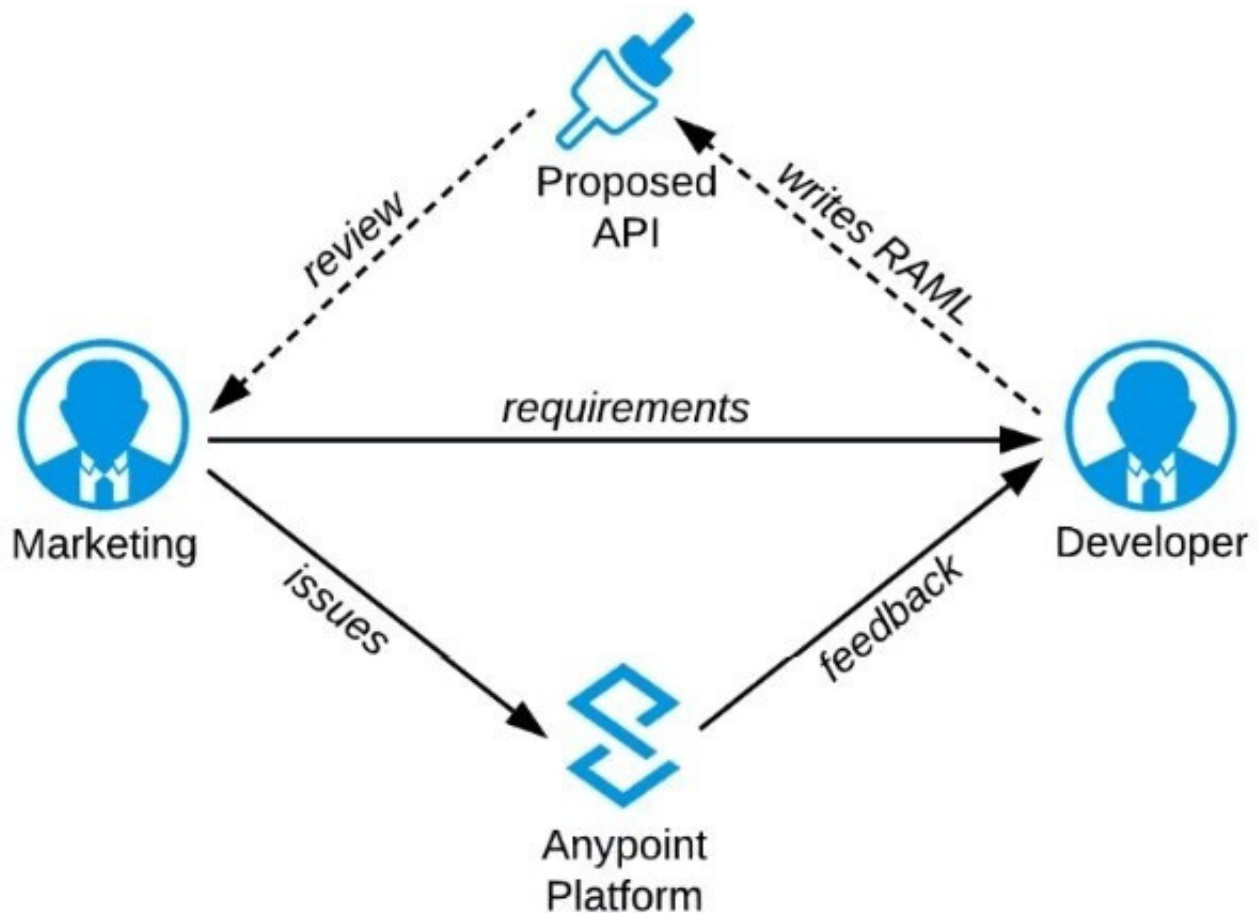 Proposed
API
review
writes RAML
requirements
Marketing
Developer
issues
feedback
Anypoint
Platform